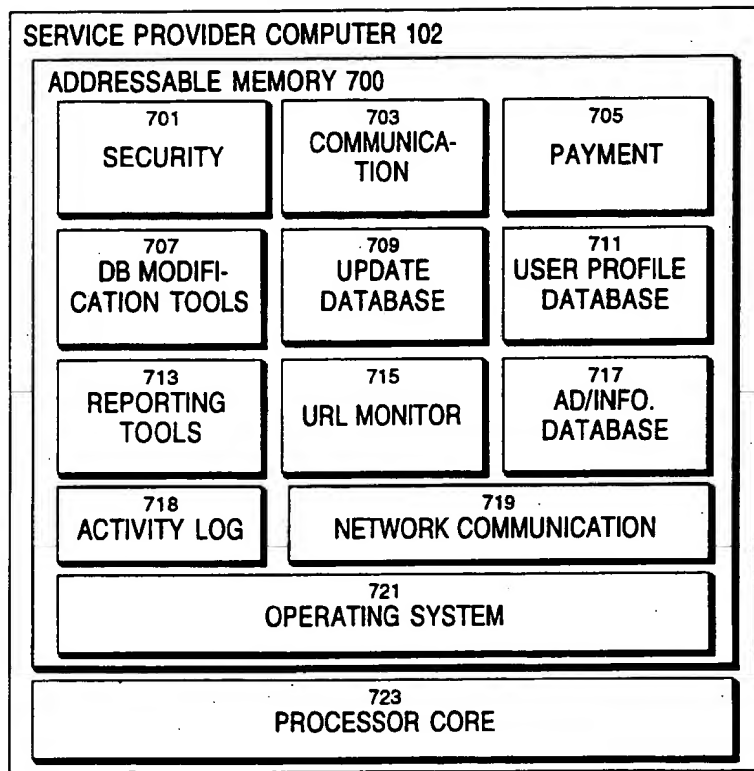 SERVICE PROVIDER COMPUTER 102
ADDRESSABLE MEMORY 700
701
SECURITY
703
COMMUNICA-
TION
705
PAYMENT
707
DB MODIFI-
CATION TOOLS
709
UPDATE
DATABASE
711
USER PROFILE
DATABASE
713
REPORTING
TOOLS
715
URL MONITOR
717
AD/INFO.
DATABASE
718
ACTIVITY LOG
719
NETWORK COMMUNICATION
721
OPERATING SYSTEM
723
PROCESSOR CORE